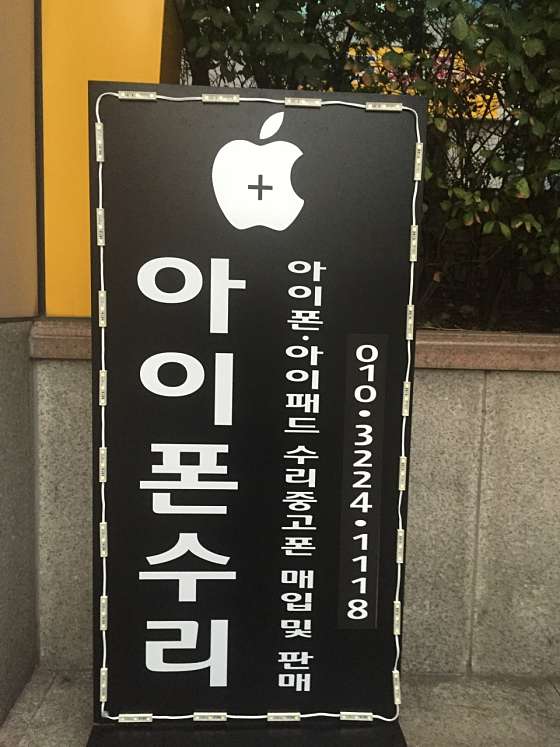 +
아이폰수리
아이폰·아이패드 수리중고폰 매입및 판매
010·3224·1118